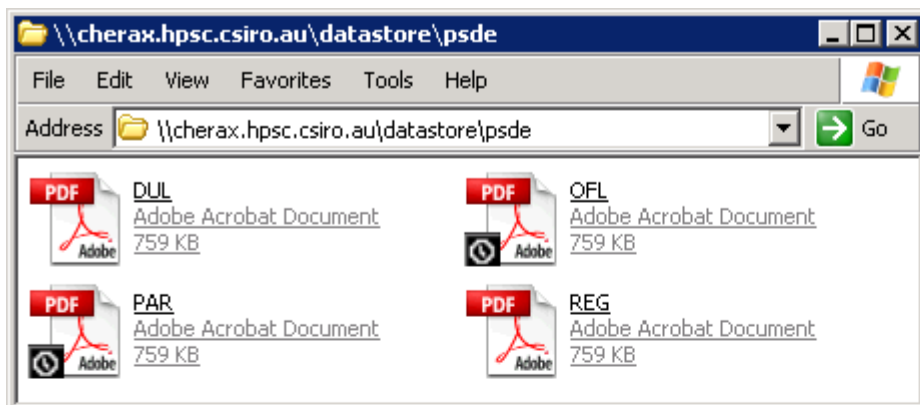 \\cherax.hpsc.csiro.au\datastore\psde
File Edit View Favorites Tools Help
Address \\cherax.hpsc.csiro.au\datastore\psde Go
PDF
Adobe
DUL
Adobe Acrobat Document
759 KB
PDF
Adobe
OFL
Adobe Acrobat Document
759 KB
PDF
Adobe
PAR
Adobe Acrobat Document
759 KB
PDF
Adobe
REG
Adobe Acrobat Document
759 KB